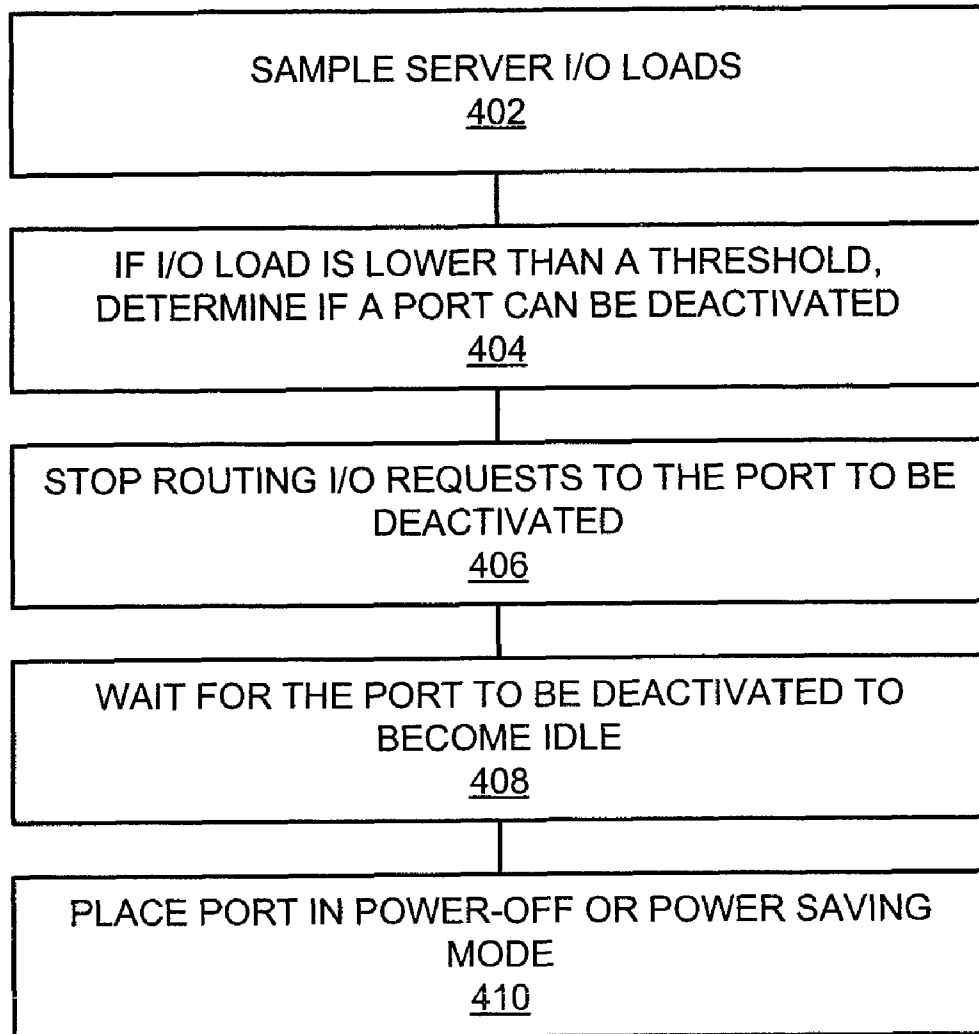 SAMPLE SERVER I/O LOADS
402
IF I/O LOAD IS LOWER THAN A THRESHOLD,
DETERMINE IF A PORT CAN BE DEACTIVATED
404
STOP ROUTING I/O REQUESTS TO THE PORT TO BE
DEACTIVATED
406
WAIT FOR THE PORT TO BE DEACTIVATED TO
BECOME IDLE
408
PLACE PORT IN POWER-OFF OR POWER SAVING
MODE
410